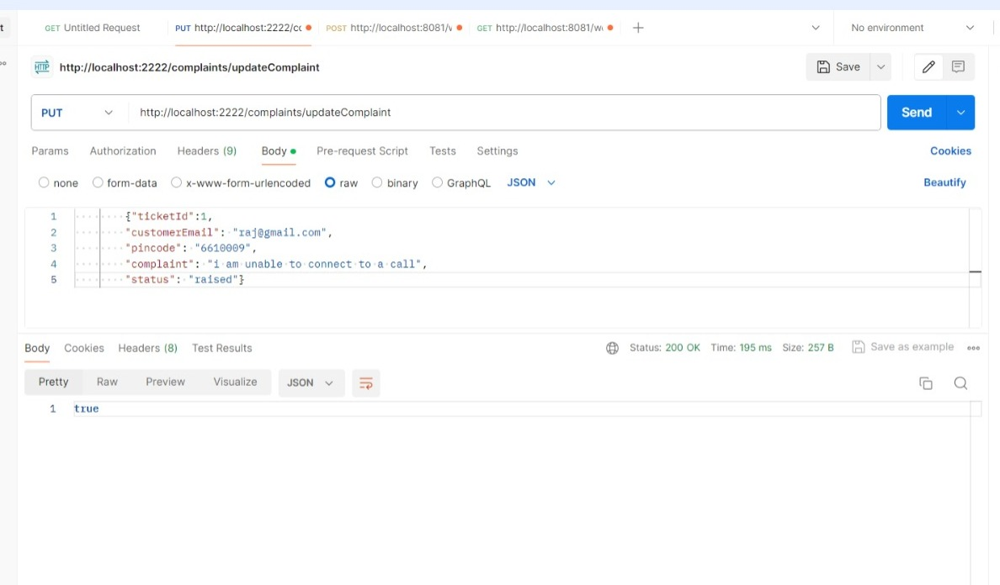 t GET Untitled Request PUT http://localhost:2222/cc POST http://localhost:8081/v GET http://localhost:8081/w No environment
HTTP http://localhost:2222/complaints/updateComplaint Save
PUT http://localhost:2222/complaints/updateComplaint Send
Params Authorization Headers (9) Body Pre-request Script Tests Settings Cookies
none form-data x-www-form-urlencoded raw binary GraphQL JSON Beautify
1 {"ticketId":1,
2 "customerEmail": "raj@gmail.com",
3 "pincode": "6610009",
4 "complaint": "i am unable to connect to a call",
5 "status": "raised"}
Body Cookies Headers (8) Test Results Status: 200 OK Time: 195 ms Size: 257 B Save as example
Pretty Raw Preview Visualize JSON
1 true